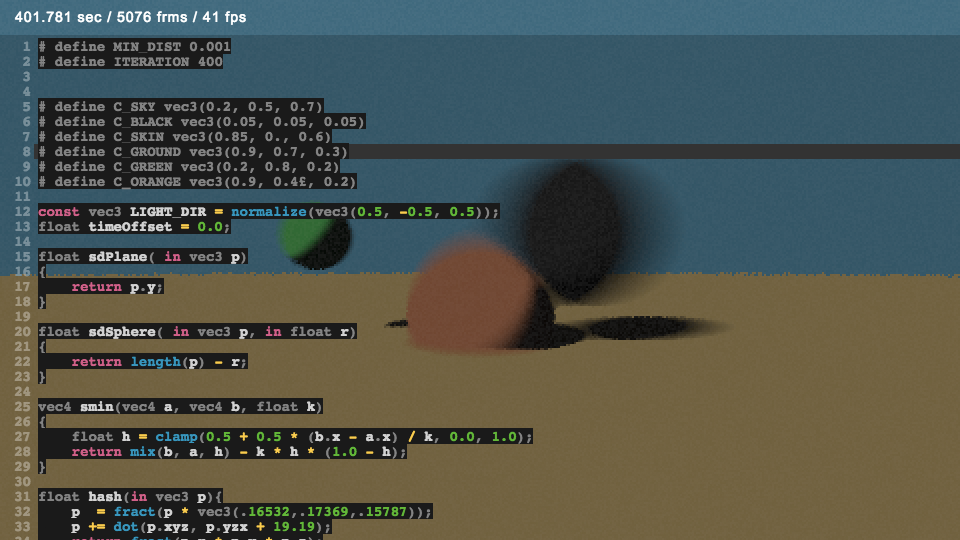 401.781 sec / 5076 frms / 41 fps
1 # define MIN_DIST 0.001
2 # define ITERATION 400
3
4
5 # define C_SKY vec3(0.2, 0.5, 0.7)
6 # define C_BLACK vec3(0.05, 0.05, 0.05)
7 # define C_SKIN vec3(0.85, 0., 0.6)
8 # define C_GROUND vec3(0.9, 0.7, 0.3)
9 # define C_GREEN vec3(0.2, 0.8, 0.2)
10 # define C_ORANGE vec3(0.9, 0.4£, 0.2)
11
12 const vec3 LIGHT_DIR = normalize(vec3(0.5, -0.5, 0.5));
13 float timeOffset = 0.0;
14
15 float sdPlane( in vec3 p)
16 {
17     return p.y;
18 }
19
20 float sdSphere( in vec3 p, in float r)
21 {
22     return length(p) - r;
23 }
24
25 vec4 smin(vec4 a, vec4 b, float k)
26 {
27     float h = clamp(0.5 + 0.5 * (b.x - a.x) / k, 0.0, 1.0);
28     return mix(b, a, h) - k * h * (1.0 - h);
29 }
30
31 float hash(in vec3 p){
32     p  = fract(p * vec3(.16532,.17369,.15787));
33     p += dot(p.xyz, p.yzx + 19.19);